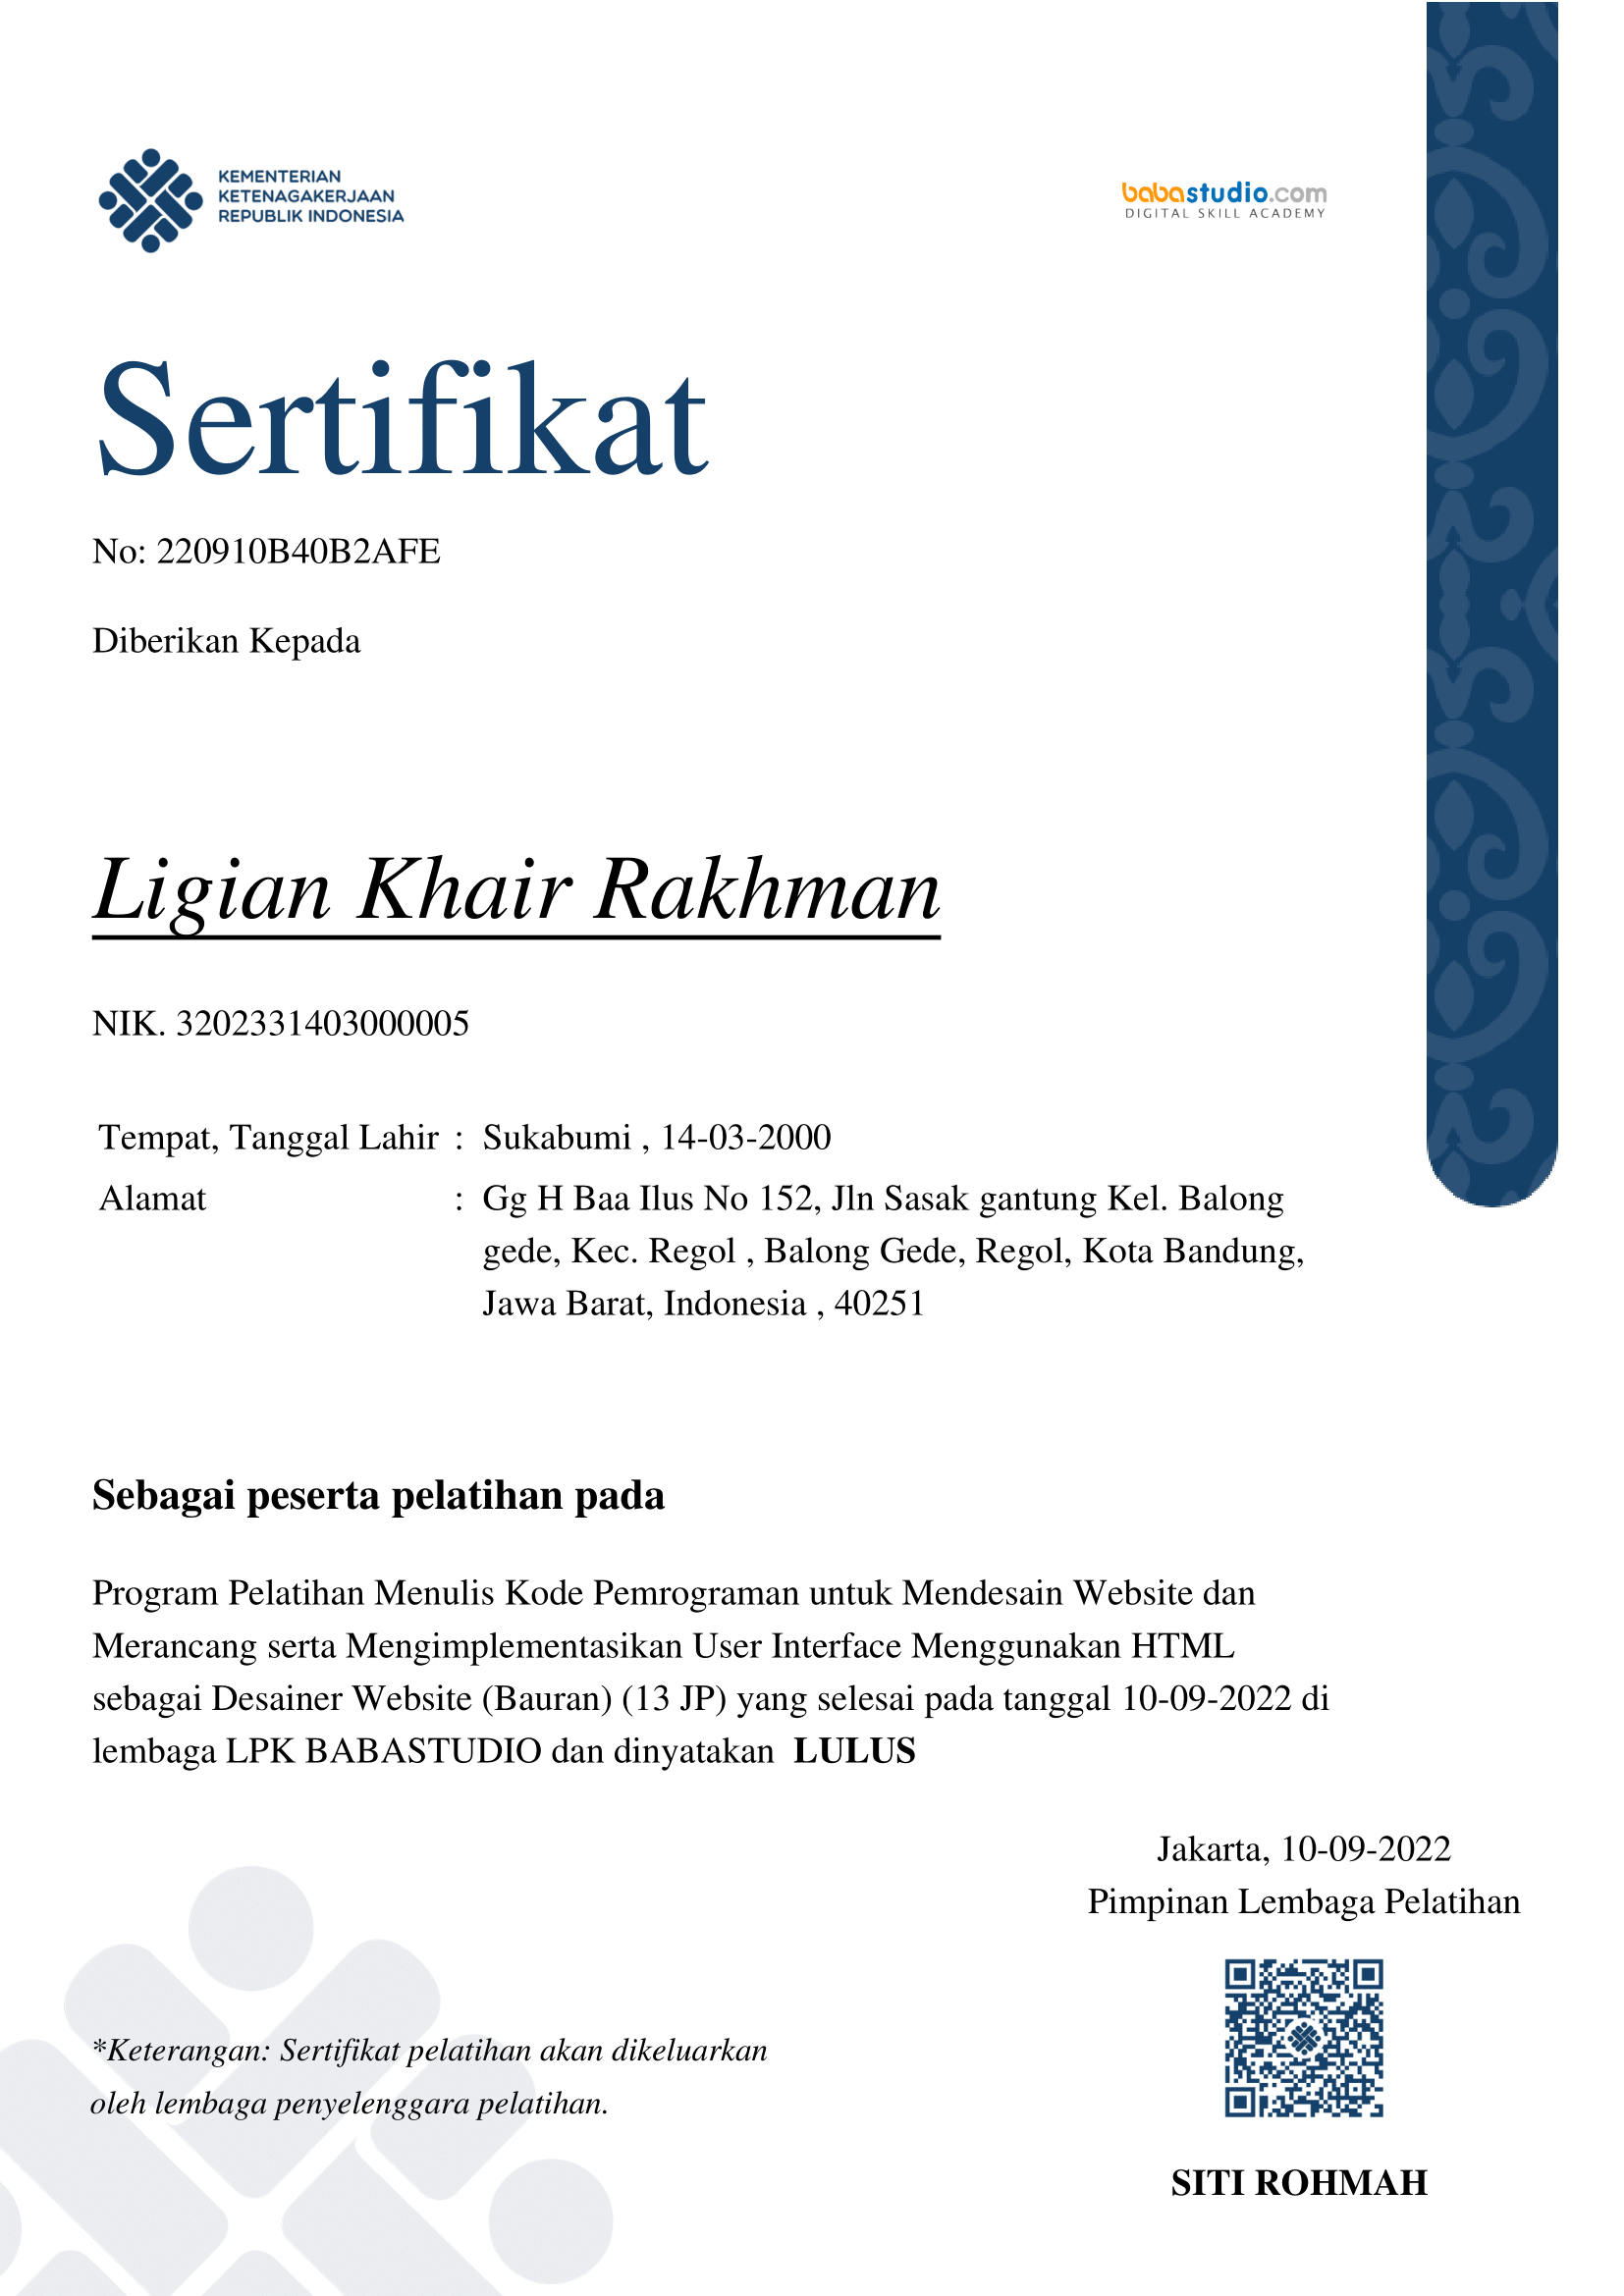 KEMENTERIAN
KETENAGAKERJAAN
REPUBLIK INDONESIA
babastudio.com
DIGITAL SKILL ACADEMY
Sertifikat
No: 220910B40B2AFE
Diberikan Kepada
Ligian Khair Rakhman
NIK. 3202331403000005
Tempat, Tanggal Lahir : Sukabumi , 14-03-2000
Alamat : Gg H Baa Ilus No 152, Jln Sasak gantung Kel. Balong
gede, Kec. Regol , Balong Gede, Regol, Kota Bandung,
Jawa Barat, Indonesia , 40251
Sebagai peserta pelatihan pada
Program Pelatihan Menulis Kode Pemrograman untuk Mendesain Website dan
Merancang serta Mengimplementasikan User Interface Menggunakan HTML
sebagai Desainer Website (Bauran) (13 JP) yang selesai pada tanggal 10-09-2022 di
lembaga LPK BABASTUDIO dan dinyatakan LULUS
Jakarta, 10-09-2022
Pimpinan Lembaga Pelatihan
*Keterangan: Sertifikat pelatihan akan dikeluarkan
oleh lembaga penyelenggara pelatihan.
SITI ROHMAH